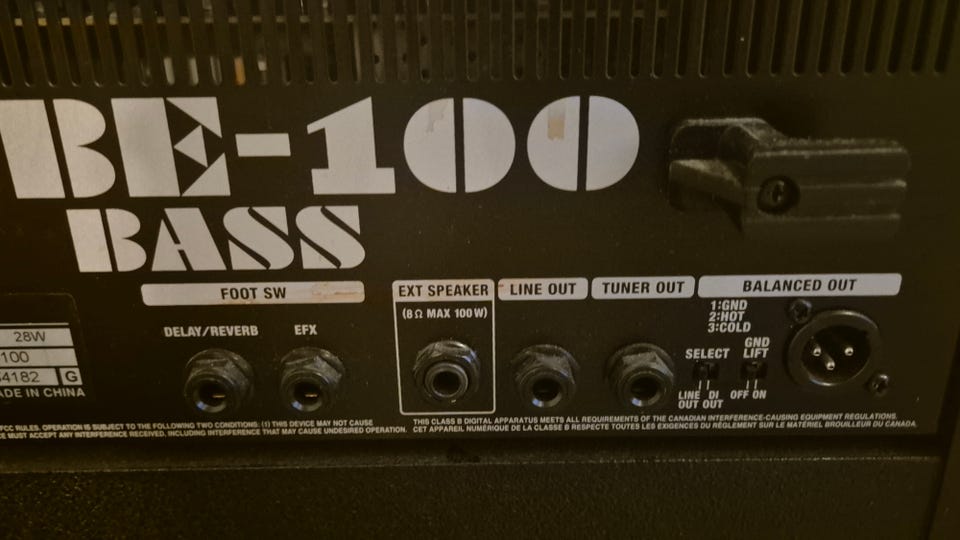 BE-100
BASS
FOOT SW
EXT SPEAKER
LINE OUT
TUNER OUT
BALANCED OUT
(8Ω MAX 100W)
1:GND
2:HOT
3:COLD
DELAY/REVERB
EFX
SELECT
GND
LIFT
LINE DI
OUT OUT
OFF ON
28W
100
4182 G
ADE IN CHINA
FCC RULES. OPERATION IS SUBJECT TO THE FOLLOWING TWO CONDITIONS: (1) THIS DEVICE MAY NOT CAUSE
E MUST ACCEPT ANY INTERFERENCE RECEIVED, INCLUDING INTERFERENCE THAT MAY CAUSE UNDESIRED OPERATION.
THIS CLASS B DIGITAL APPARATUS MEETS ALL REQUIREMENTS OF THE CANADIAN INTERFERENCE-CAUSING EQUIPMENT REGULATIONS.
CET APPAREIL NUMÉRIQUE DE LA CLASSE B RESPECTE TOUTES LES EXIGENCES DU RÈGLEMENT SUR LE MATÉRIEL BROUILLEUR DU CANADA.